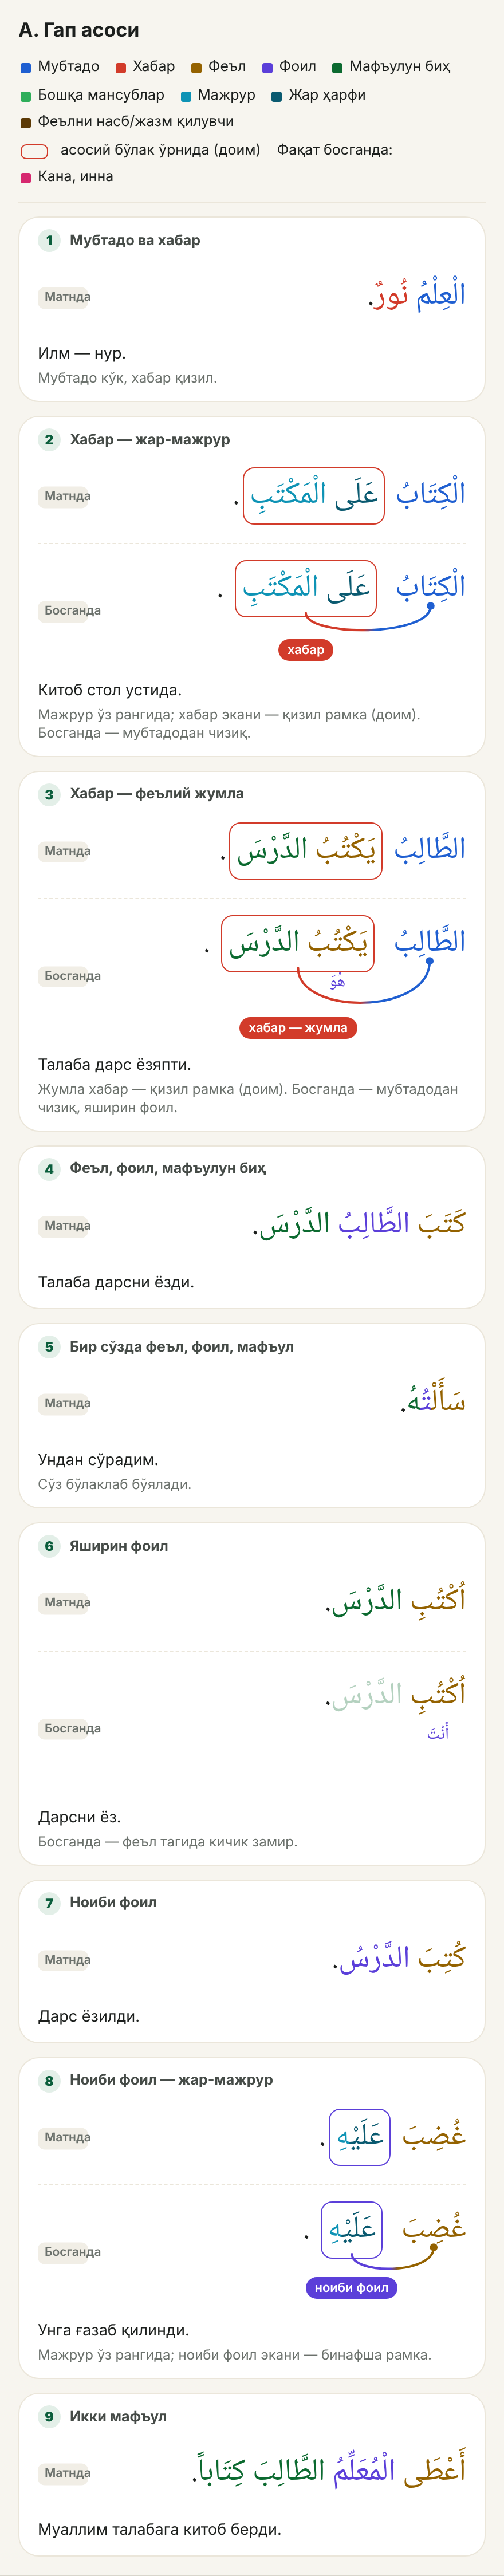 А. Гап асоси
Мубтадо Хабар Феъл Фоил Мафъулун биҳ
Бошқа мансублар Мажрур Жар ҳарфи
Феълни насб/жазм қилувчи
асосий бўлак ўрнида (доим) Фақат босганда:
Кана, инна
1 Мубтадо ва хабар
Матнда
الْعِلْمُ نُورٌ.
Илм — нур.
Мубтадо кўк, хабар қизил.
2 Хабар — жар-мажрур
Матнда
الْكِتَابُ عَلَى الْمَكْتَبِ .
Босганда
الْكِتَابُ عَلَى الْمَكْتَبِ .
хабар
Китоб стол устида.
Мажрур ўз рангида; хабар экани — қизил рамка (доим).
Босганда — мубтадодан чизиқ.
3 Хабар — феълий жумла
Матнда
الطَّالِبُ يَكْتُبُ الدَّرْسَ .
Босганда
الطَّالِبُ يَكْتُبُ الدَّرْسَ .
هُوَ
хабар — жумла
Талаба дарс ёзяпти.
Жумла хабар — қизил рамка (доим). Босганда — мубтадодан
чизиқ, яширин фоил.
4 Феъл, фоил, мафъулун биҳ
Матнда
كَتَبَ الطَّالِبُ الدَّرْسَ.
Талаба дарсни ёзди.
5 Бир сўзда феъл, фоил, мафъул
Матнда
سَأَلْتُهُ.
Ундан сўрадим.
Сўз бўлаклаб бўялади.
6 Яширин фоил
Матнда
اُكْتُبِ الدَّرْسَ.
Босганда
اُكْتُبِ الدَّرْسَ.
أَنْتَ
Дарсни ёз.
Босганда — феъл тагида кичик замир.
7 Ноиби фоил
Матнда
كُتِبَ الدَّرْسُ.
Дарс ёзилди.
8 Ноиби фоил — жар-мажрур
Матнда
غُضِبَ عَلَيْهِ .
Босганда
غُضِبَ عَلَيْهِ .
ноиби фоил
Унга ғазаб қилинди.
Мажрур ўз рангида; ноиби фоил экани — бинафша рамка.
9 Икки мафъул
Матнда
أَعْطَى الْمُعَلِّمُ الطَّالِبَ كِتَاباً.
Муаллим талабага китоб берди.